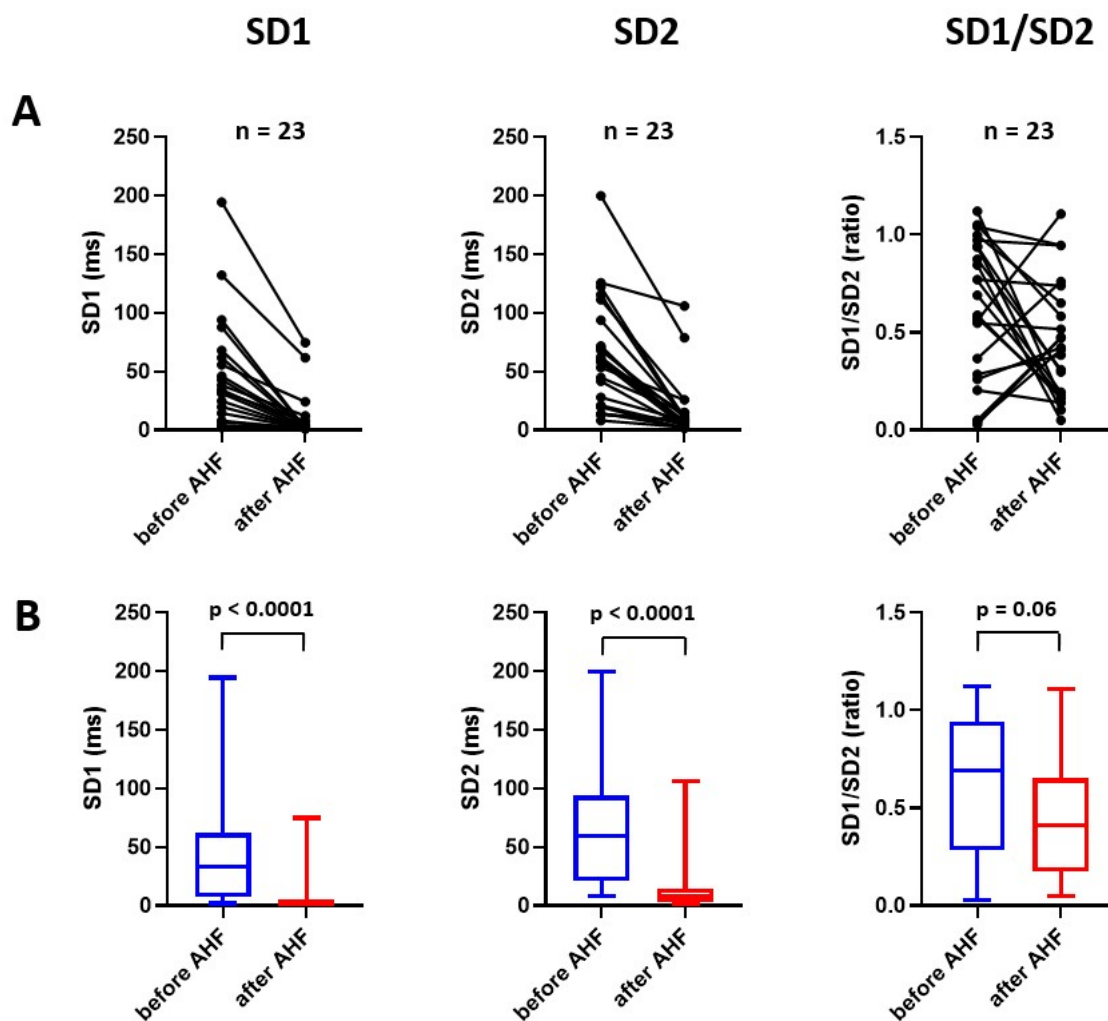 SD1 SD2 SD1/SD2
A
n = 23 n = 23 n = 23
SD1 (ms)
250
200
150
100
50
0
before AHF after AHF
SD2 (ms)
250
200
150
100
50
0
before AHF after AHF
SD1/SD2 (ratio)
1.5
1.0
0.5
0.0
before AHF after AHF
B
p < 0.0001 p < 0.0001 p = 0.06
SD1 (ms)
250
200
150
100
50
0
before AHF after AHF
SD2 (ms)
250
200
150
100
50
0
before AHF after AHF
SD1/SD2 (ratio)
1.5
1.0
0.5
0.0
before AHF after AHF